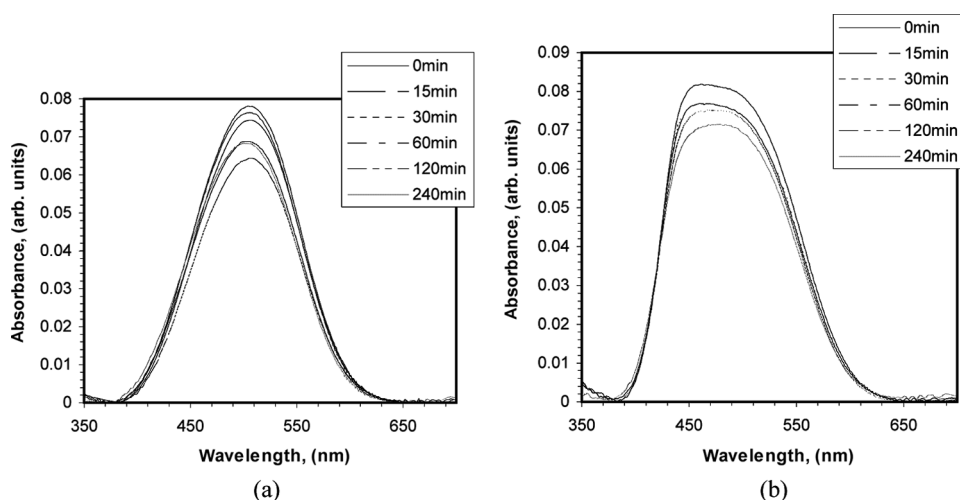 0min
15min
30min
60min
120min
240min
0.08
0.07
0.06
0.05
0.04
0.03
0.02
0.01
0
350
450
550
650
Absorbance, (arb. units)
Wavelength, (nm)
(a)
0min
15min
30min
60min
120min
240min
0.09
0.08
0.07
0.06
0.05
0.04
0.03
0.02
0.01
0
350
450
550
650
Absorbance, (arb. units)
Wavelength, (nm)
(b)